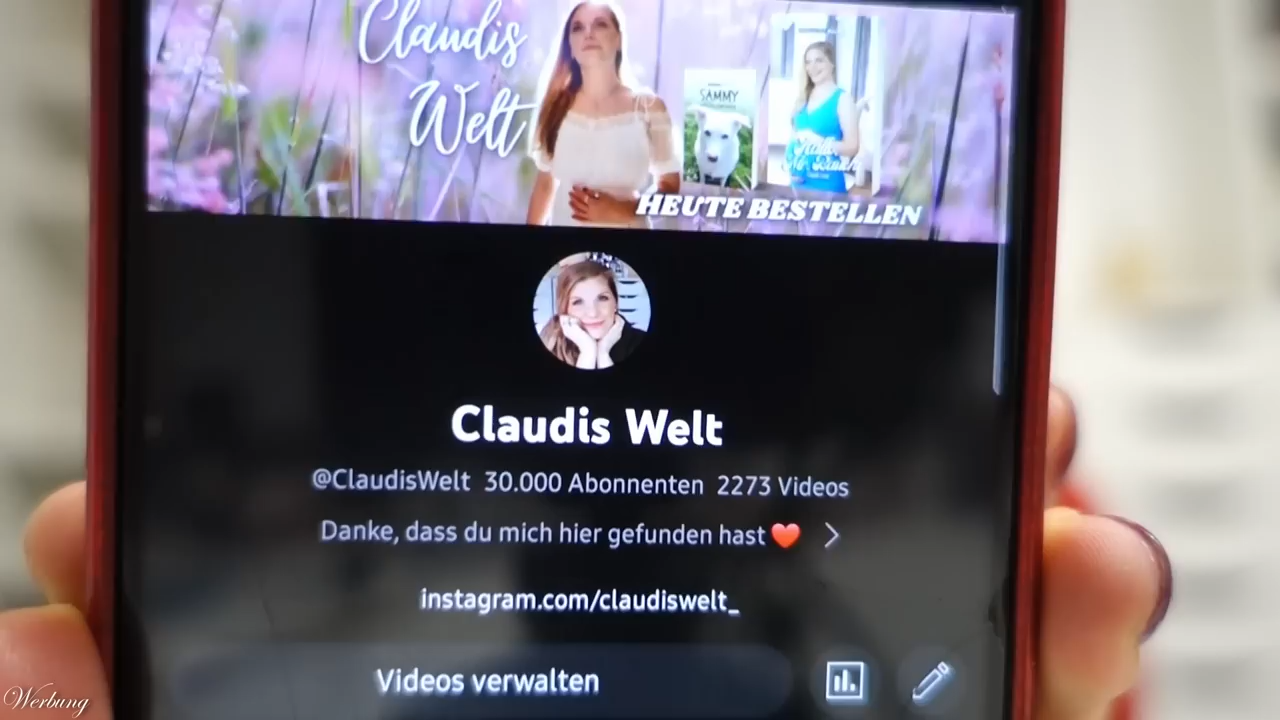 Claudis
Welt
SAMMY
HEUTE BESTELLEN
Claudis Welt
@ClaudisWelt 30.000 Abonnenten 2273 Videos
Danke, dass du mich hier gefunden hast❤️ >
instagram.com/claudiswelt_
Videos verwalten
Werbung